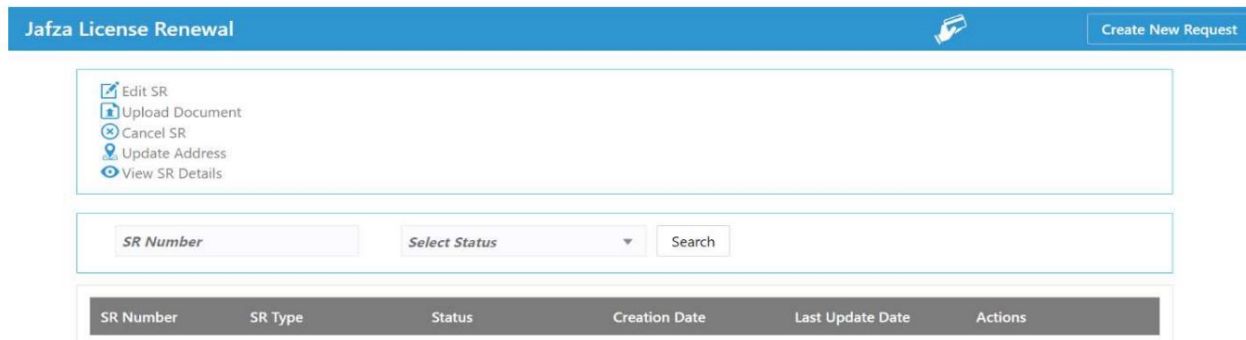 Jafza License Renewal Create New Request
Edit SR
Upload Document
Cancel SR
Update Address
View SR Details
SR Number Select Status Search
SR Number SR Type Status Creation Date Last Update Date Actions